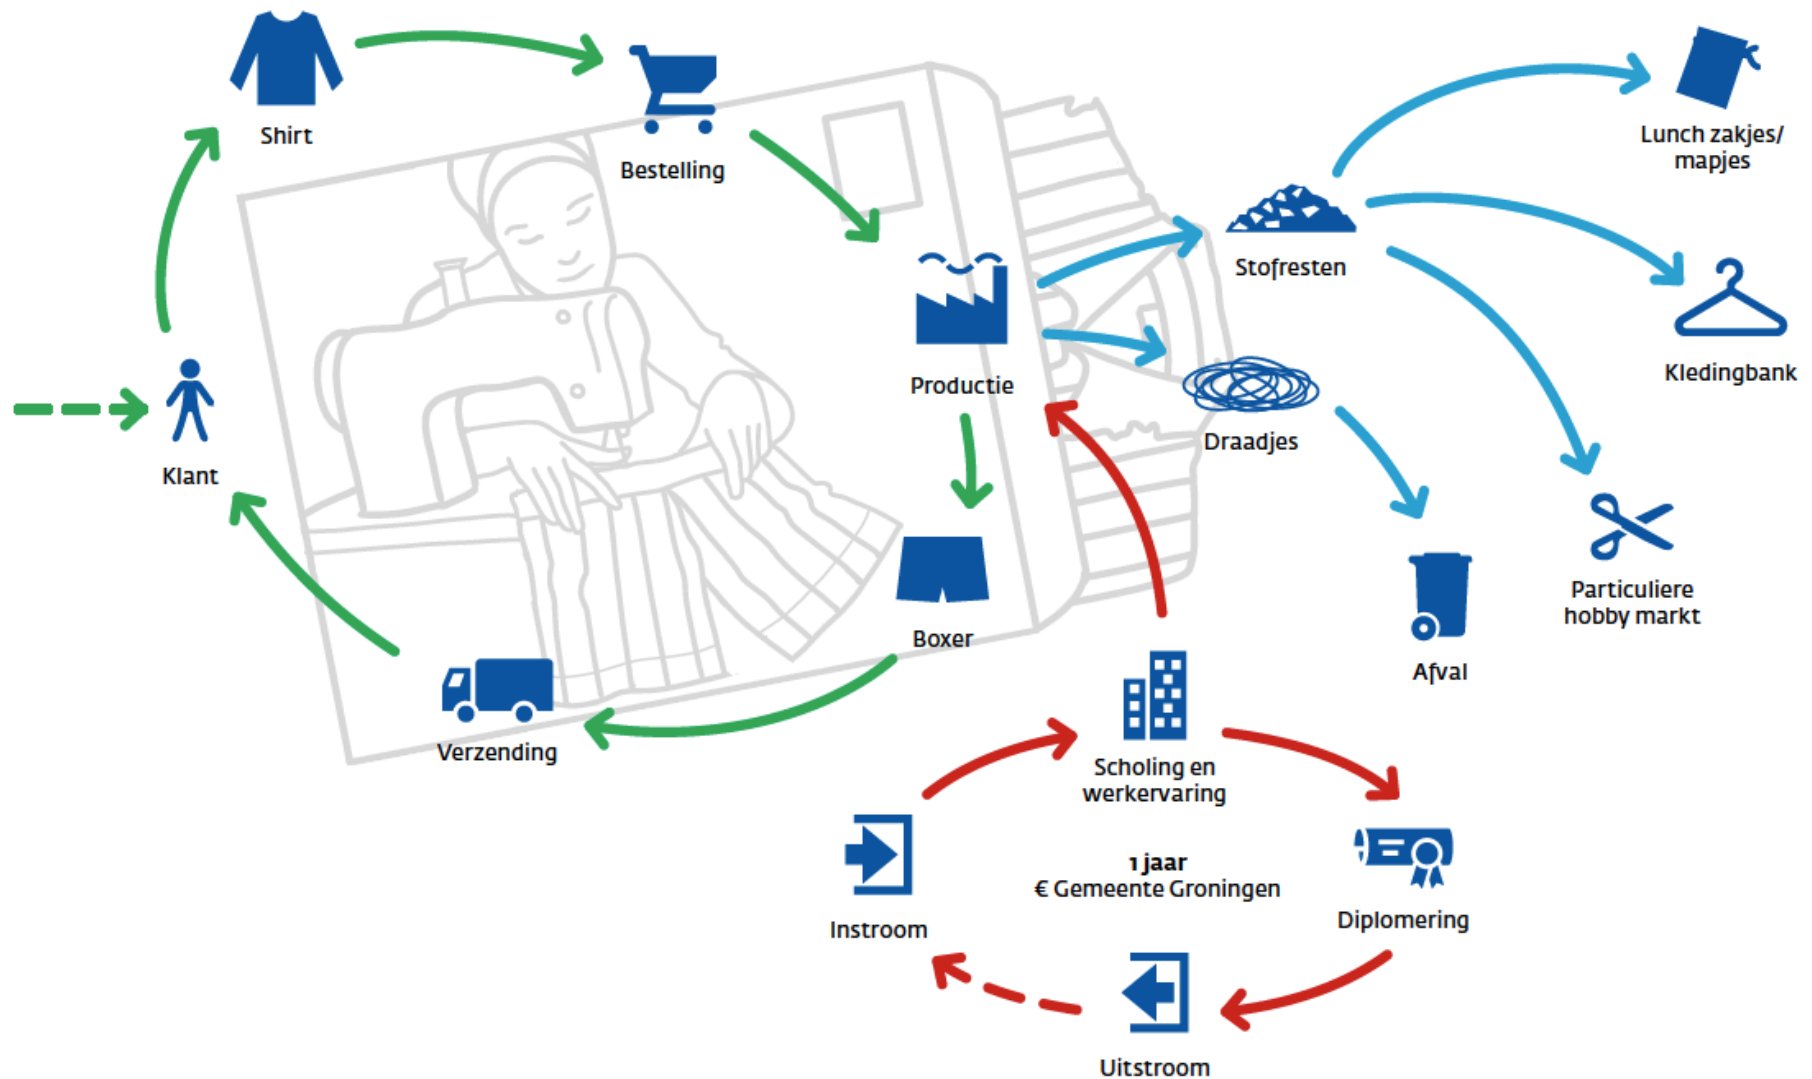 Shirt
Bestelling
Lunch zakjes/
mapjes
Stofresten
Kledingbank
Productie
Draadjes
Klant
Particuliere
hobby markt
Boxer
Afval
Verzending
Scholing en
werkervaring
1 jaar
€ Gemeente Groningen
Instroom
Diplomering
Uitstroom